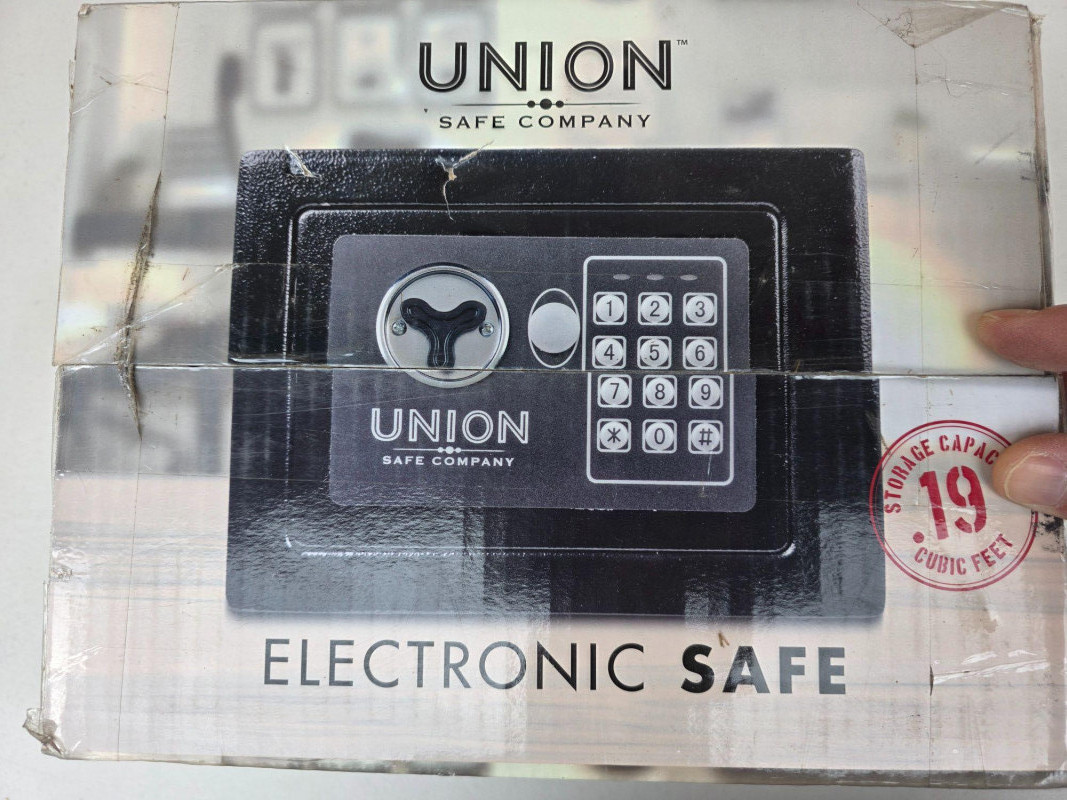 UNION™
SAFE COMPANY
1 2 3
4 5 6
7 8 9
* 0 #
UNION
SAFE COMPANY
STORAGE CAPAC
.19
CUBIC FEET
ELECTRONIC SAFE